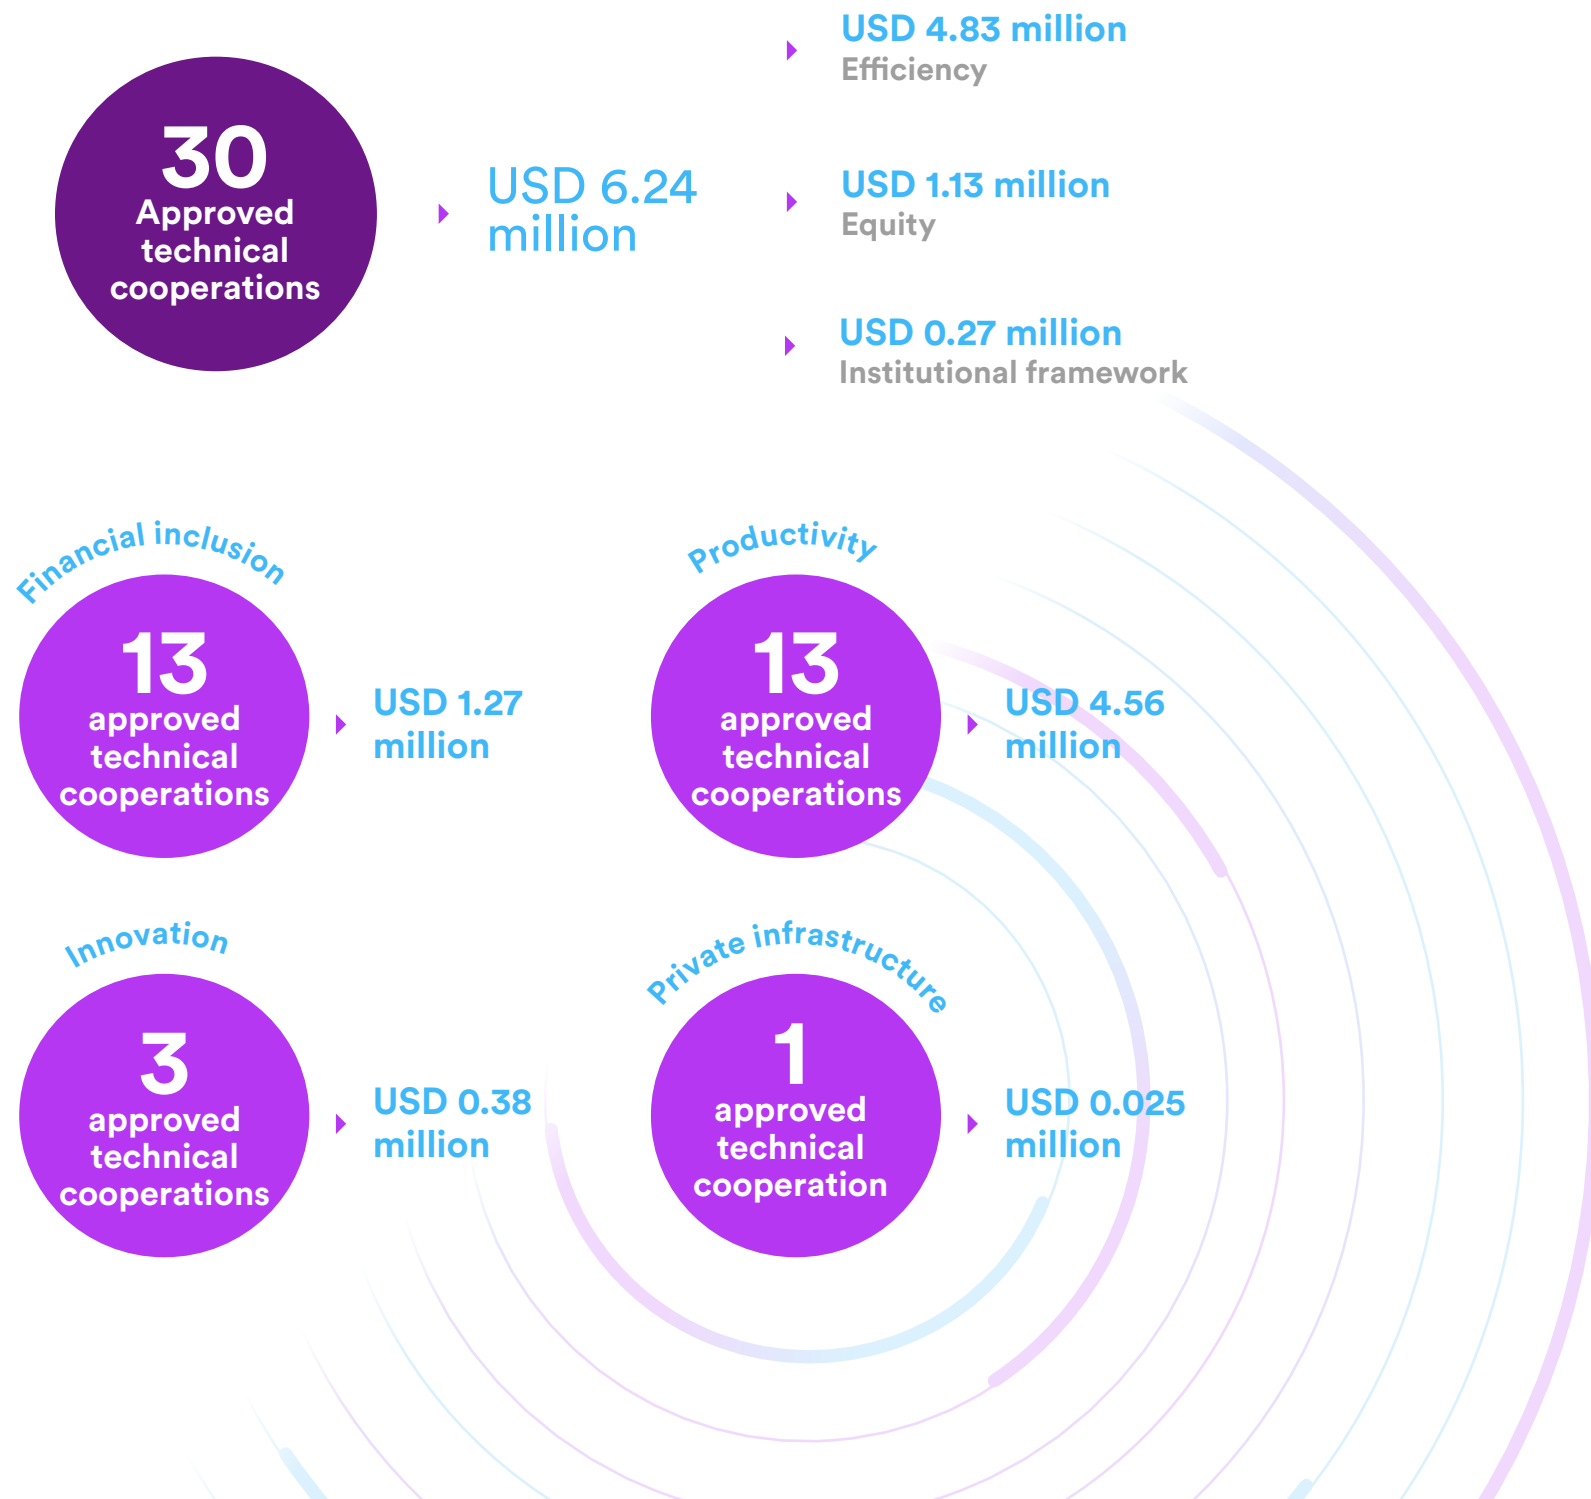 30
Approved
technical
cooperations
USD 6.24
million
USD 4.83 million
Efficiency
USD 1.13 million
Equity
USD 0.27 million
Institutional framework
Financial inclusion
13
approved
technical
cooperations
USD 1.27
million
Productivity
13
approved
technical
cooperations
USD 4.56
million
Innovation
3
approved
technical
cooperations
USD 0.38
million
Private infrastructure
1
approved
technical
cooperation
USD 0.025
million